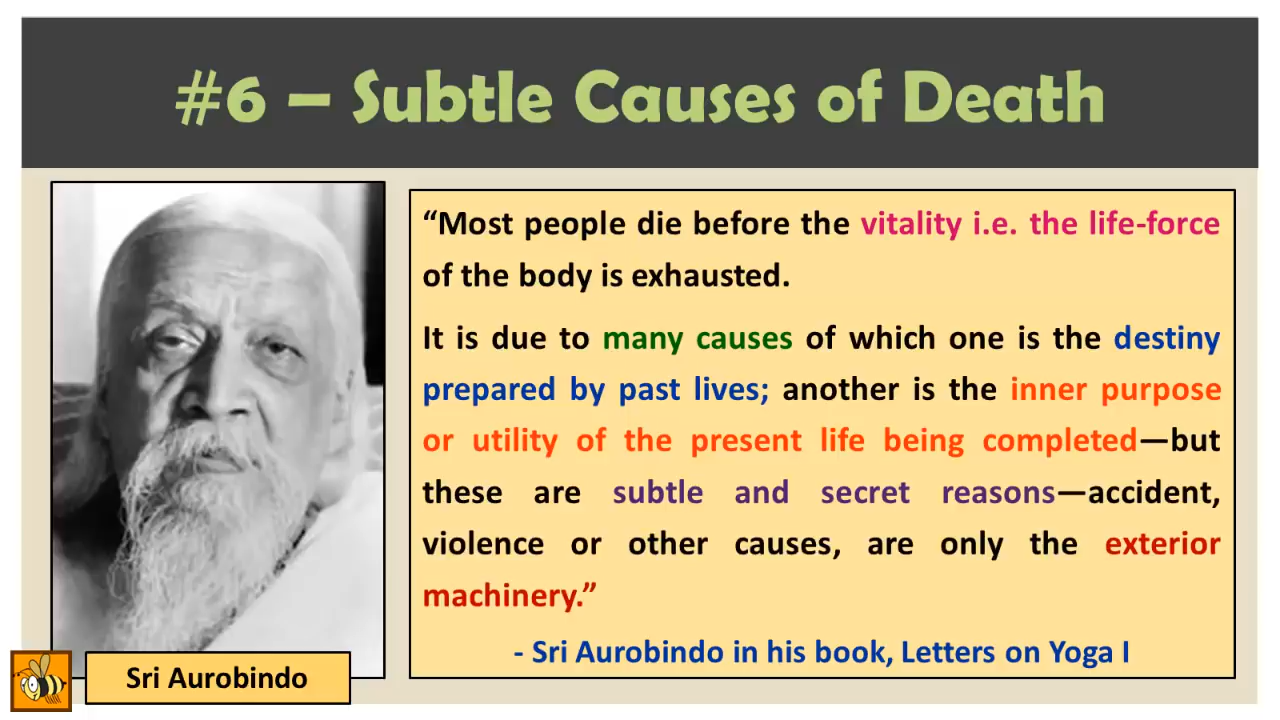 #6 – Subtle Causes of Death
“Most people die before the vitality i.e. the life-force
of the body is exhausted.
It is due to many causes of which one is the destiny
prepared by past lives; another is the inner purpose
or utility of the present life being completed—but
these are subtle and secret reasons—accident,
violence or other causes, are only the exterior
machinery.”
- Sri Aurobindo in his book, Letters on Yoga I
Sri Aurobindo